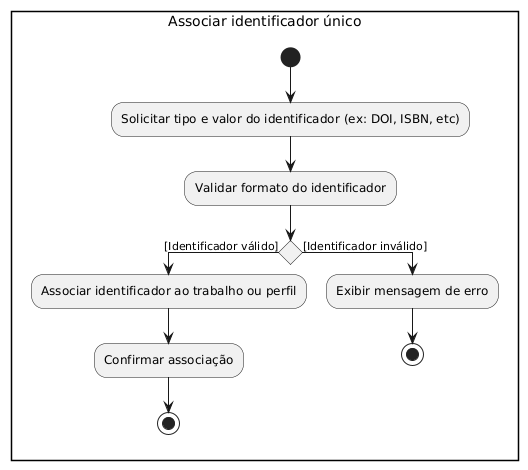 Associar identificador único
Solicitar tipo e valor do identificador (ex: DOI, ISBN, etc)
Validar formato do identificador
[Identificador válido]
[Identificador inválido]
Associar identificador ao trabalho ou perfil
Exibir mensagem de erro
Confirmar associação